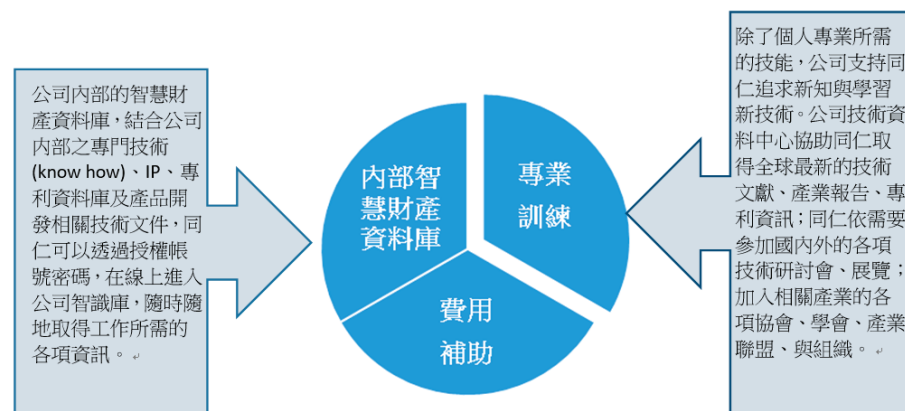 公司內部的智慧財
產資料庫，結合公司
內部之專門技術
(know how)、IP、專
利資料庫及產品開
發相關技術文件，同
仁可以透過授權帳
號密碼，在線上進入
公司智識庫，隨時隨
地取得工作所需的
各項資訊。
內部智
慧財產
資料庫
專業
訓練
費用
補助
除了個人專業所需
的技能，公司支持同
仁追求新知與學習
新技術。公司技術資
料中心協助同仁取
得全球最新的技術
文獻、產業報告、專
利資訊；同仁依需要
參加國內外的各項
技術研討會、展覽；
加入相關產業的各
項協會、學會、產業
聯盟、與組織。